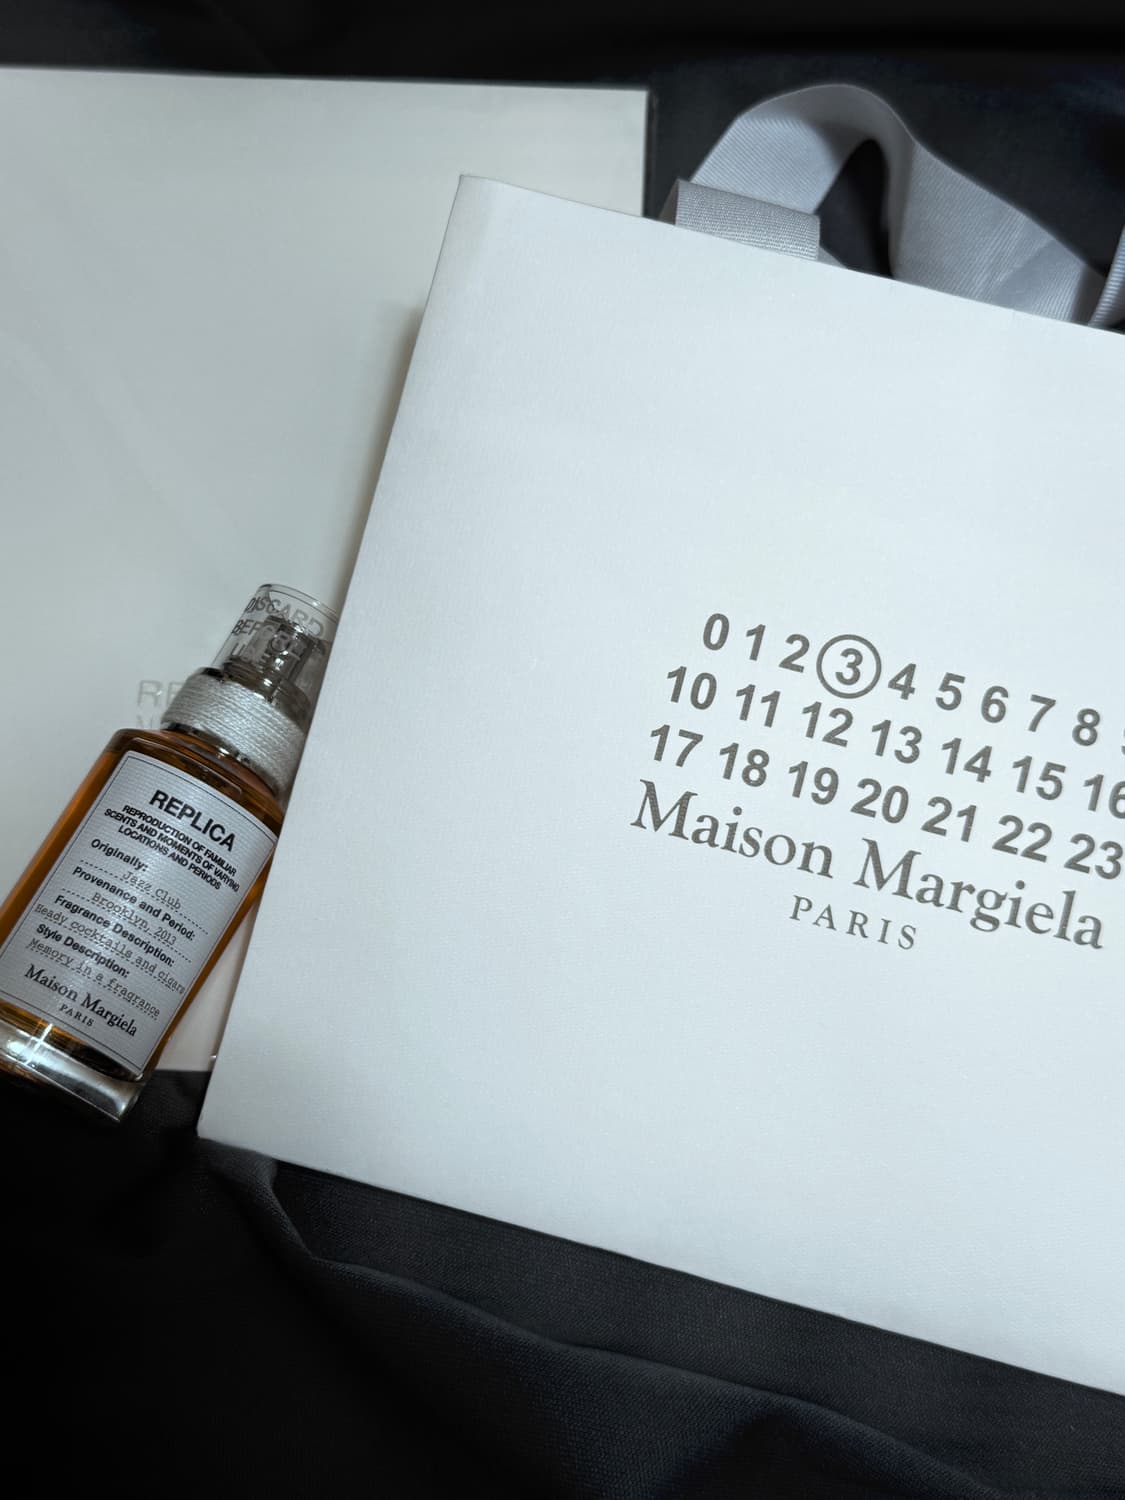 0 1 2 3 4 5 6 7 8
10 11 12 13 14 15 16
17 18 19 20 21 22 23
Maison Margiela
PARIS
DISCARD
REPLICA
REPRODUCTION OF FAMILIAR
SCENTS AND MOMENTS OF VARYING
LOCATIONS AND PERIODS
Originally:
Jazz Club
Provenance and Period:
Brooklyn, 2013
Fragrance Description:
Heady cocktails and cigars
Style Description:
Memory in a fragrance
Maison Margiela
PARIS